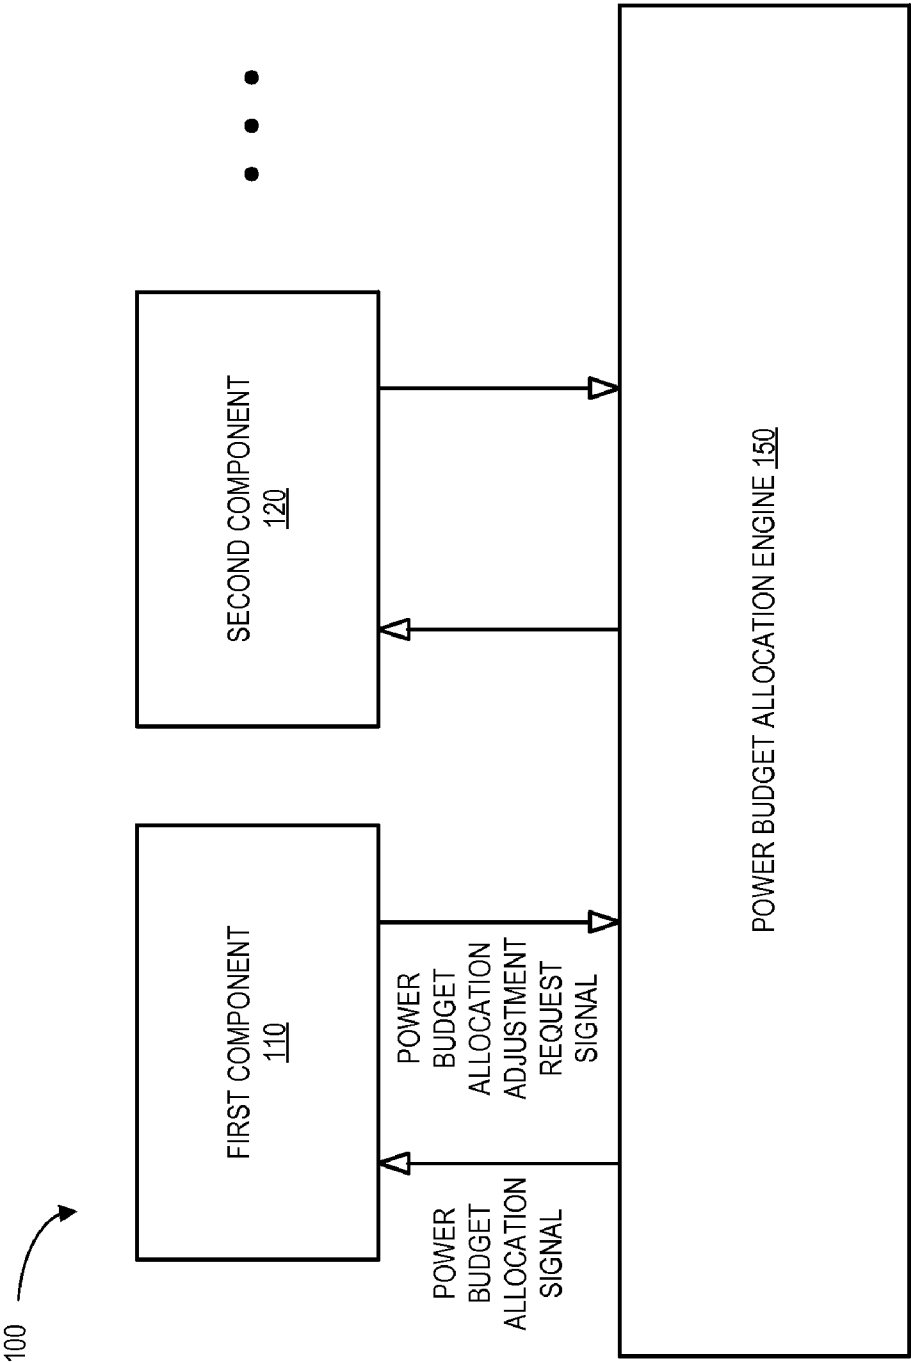 100
FIRST COMPONENT
110
SECOND COMPONENT
120
POWER
BUDGET
ALLOCATION
SIGNAL
POWER
BUDGET
ALLOCATION
ADJUSTMENT
REQUEST
SIGNAL
POWER BUDGET ALLOCATION ENGINE 150